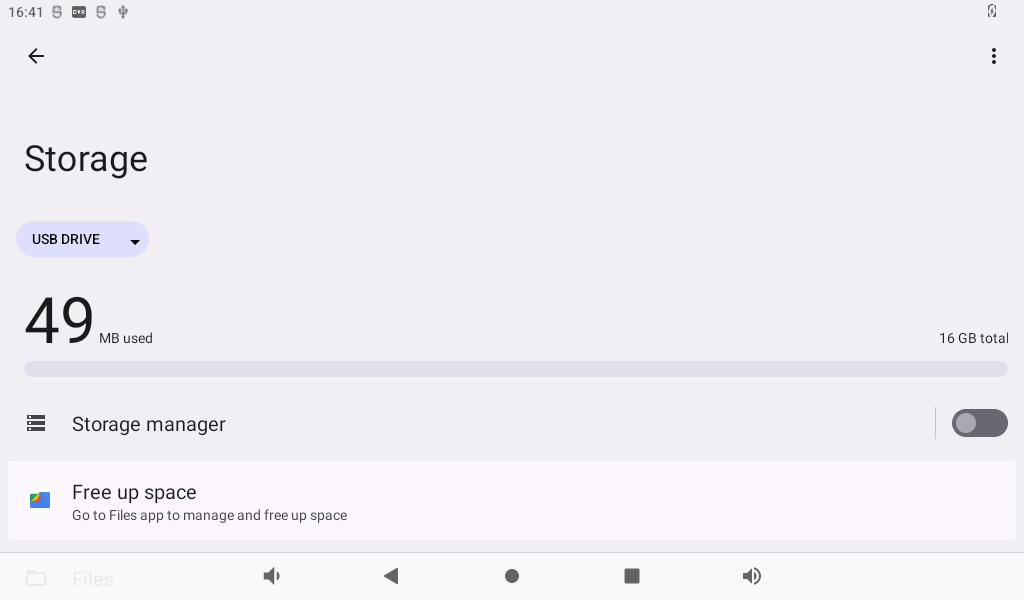 16:41
DVR
Storage
USB DRIVE
49 MB used
16 GB total
Storage manager
Free up space
Go to Files app to manage and free up space
Files